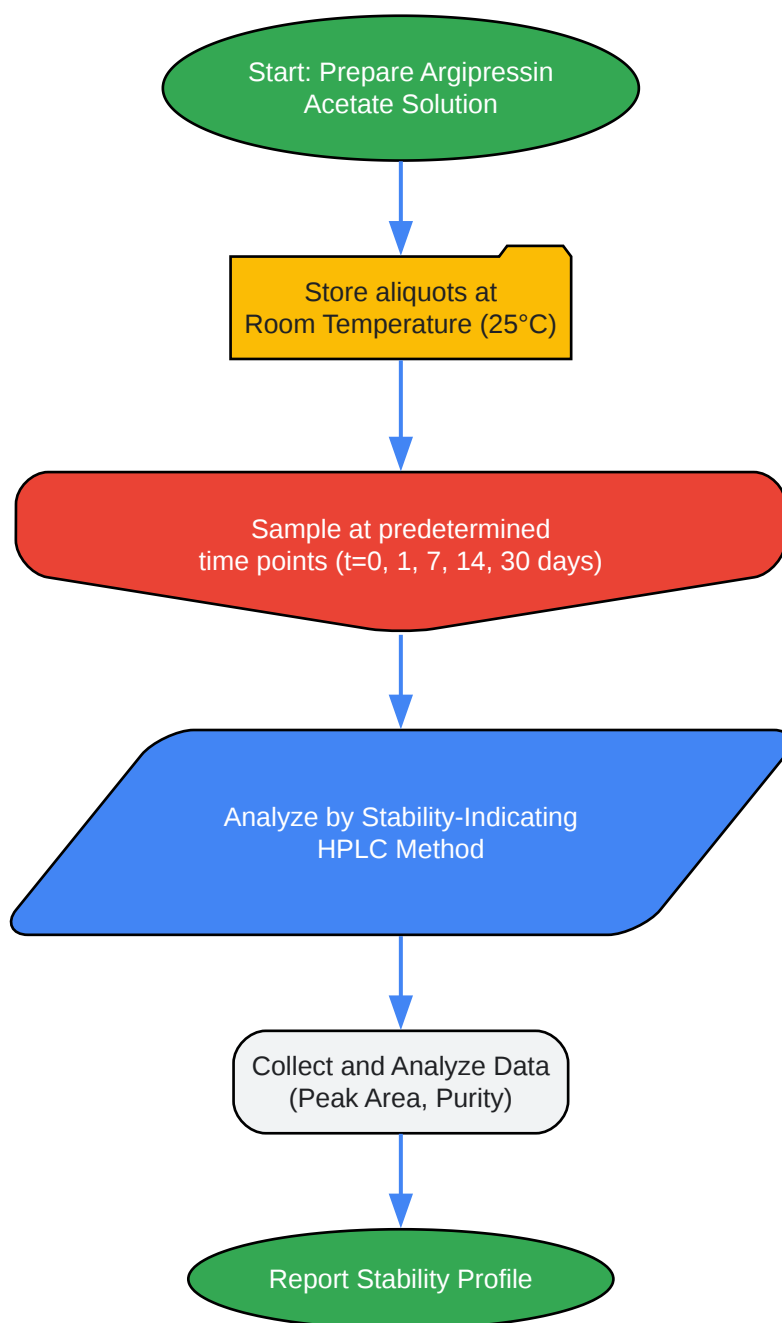 Start: Prepare Argipressin
Acetate Solution
Store aliquots at
Room Temperature (25°C)
Sample at predetermined
time points (t=0, 1, 7, 14, 30 days)
Analyze by Stability-Indicating
HPLC Method
Collect and Analyze Data
(Peak Area, Purity)
Report Stability Profile